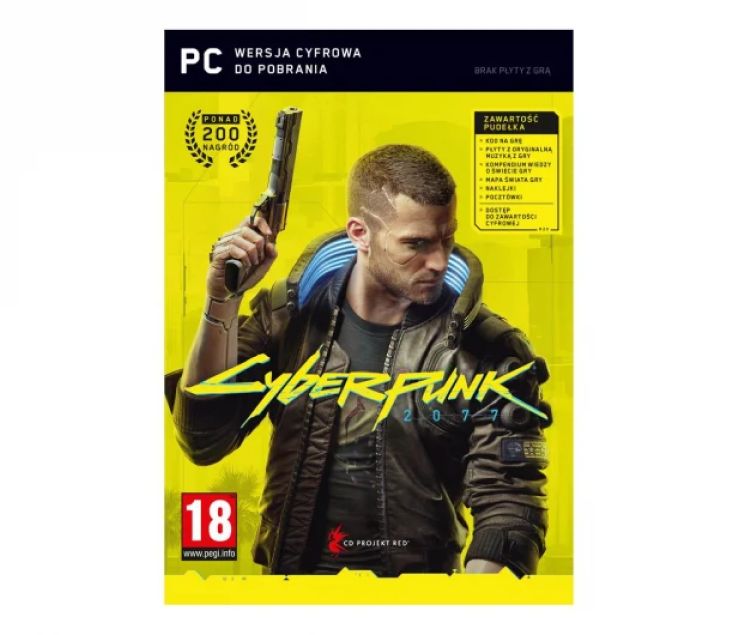 PC
WERSJA CYFROWA
DO POBRANIA
BRAK PŁYTY Z GRĄ
PONAD
200
NAGRÓD
ZAWARTOŚĆ
PUDEŁKA
KOD NA GRĘ
PŁYTY Z ORYGINALNĄ
MUZYKĄ Z GRY
KOMPENDIUM WIEDZY
O ŚWIECIE GRY
MAPA ŚWIATA GRY
NAKLEJKI
POCZTÓWKI
DOSTĘP
DO ZAWARTOŚCI
CYFROWEJ
CYBERPUNK
2077
18
www.pegi.info
CD PROJEKT RED®